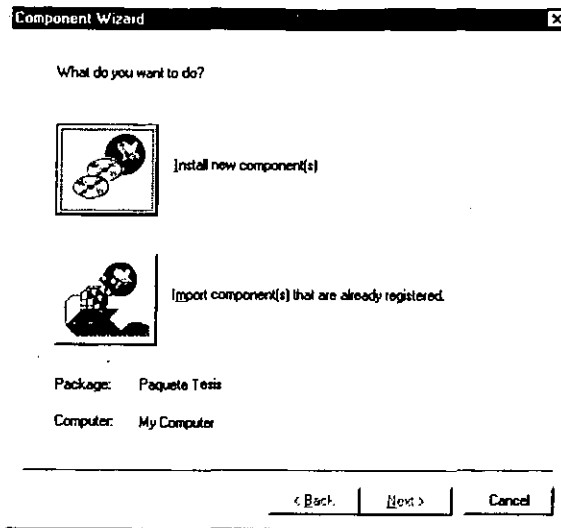 Component Wizard
What do you want to do?
Install new component(s)
Import component(s) that are already registered.
Package: Paquete Tesis
Computer: My Computer
< Back Next > Cancel